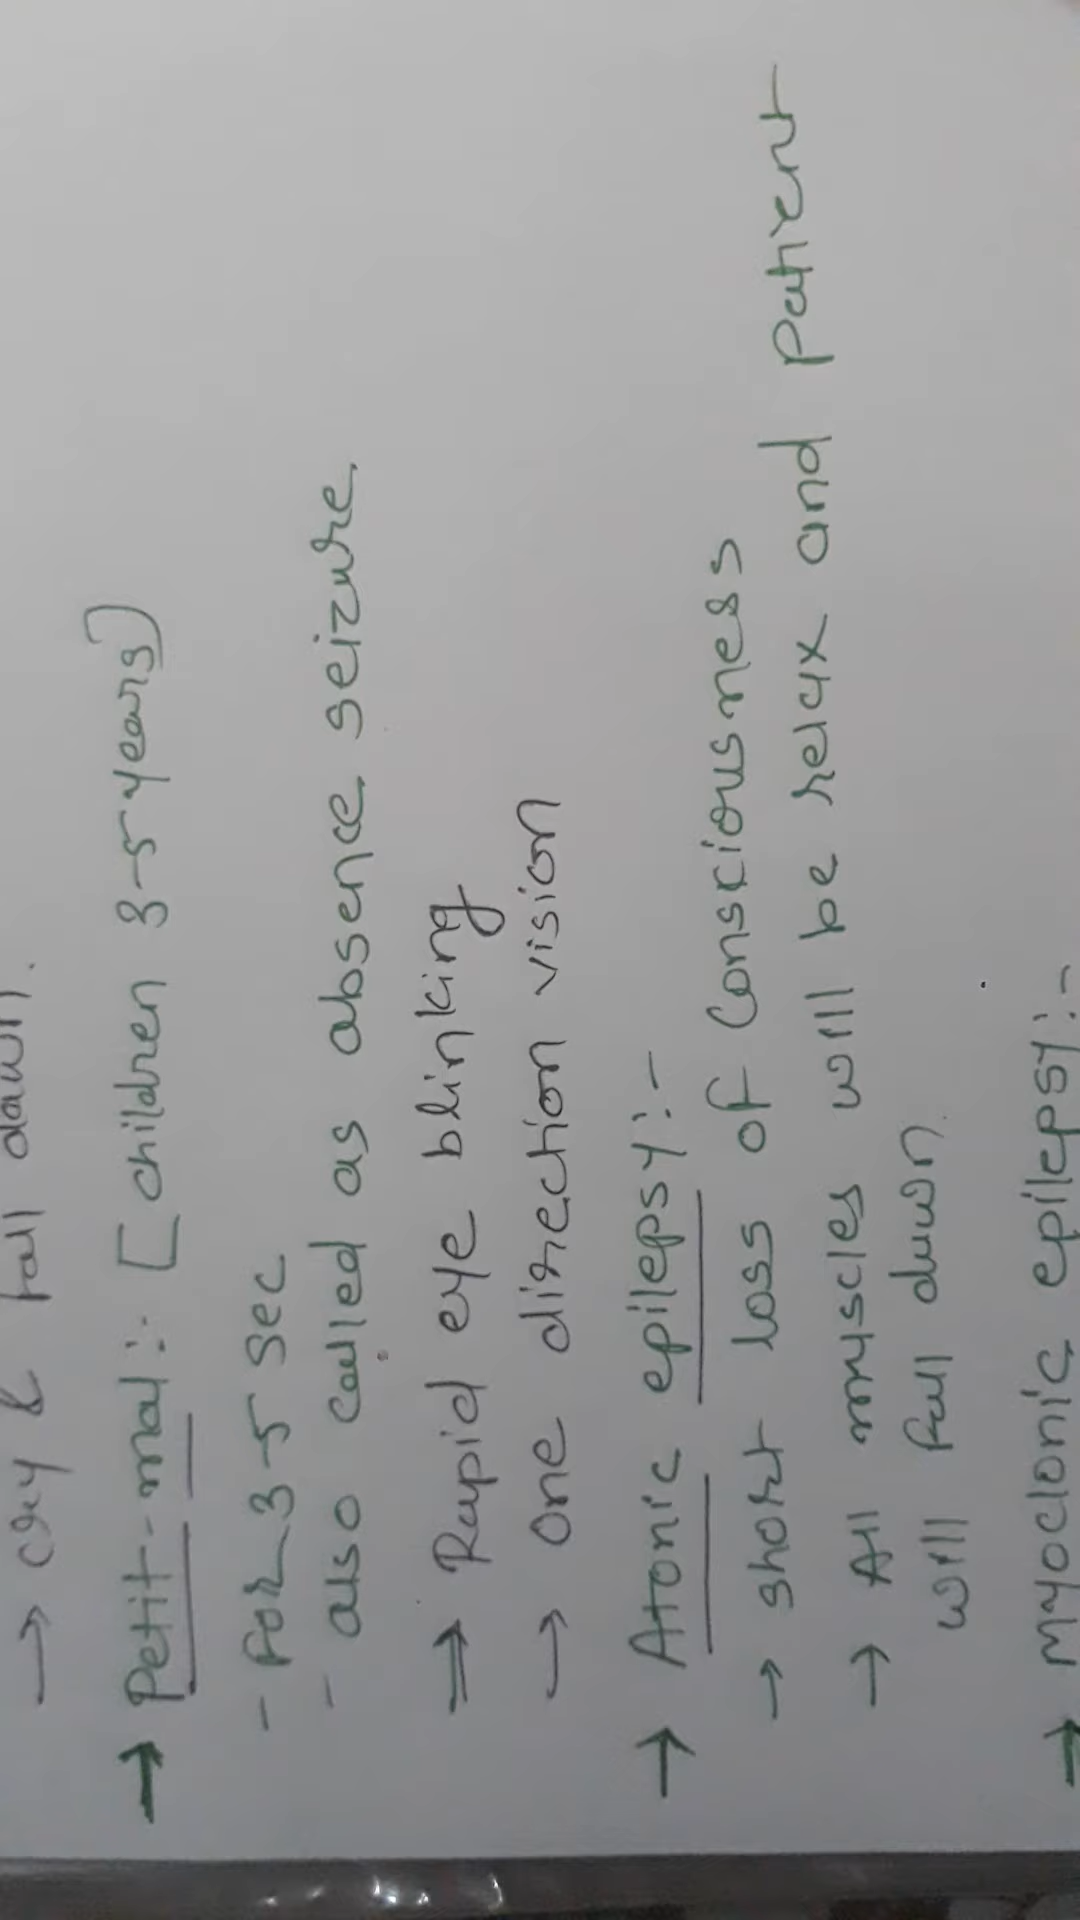 → cry & fall dawn.
→ Petit-mal :- [children 3-5 years]
- for 3-5 sec
- also called as absence seizure
⇒ Rapid eye blinking
→ one direction vision
→ Atonic epilepsy :-
→ short loss of Consciousness
→ All muscles will be relax and patient
will fall duwn.
→ myoclonic epilepsy :-